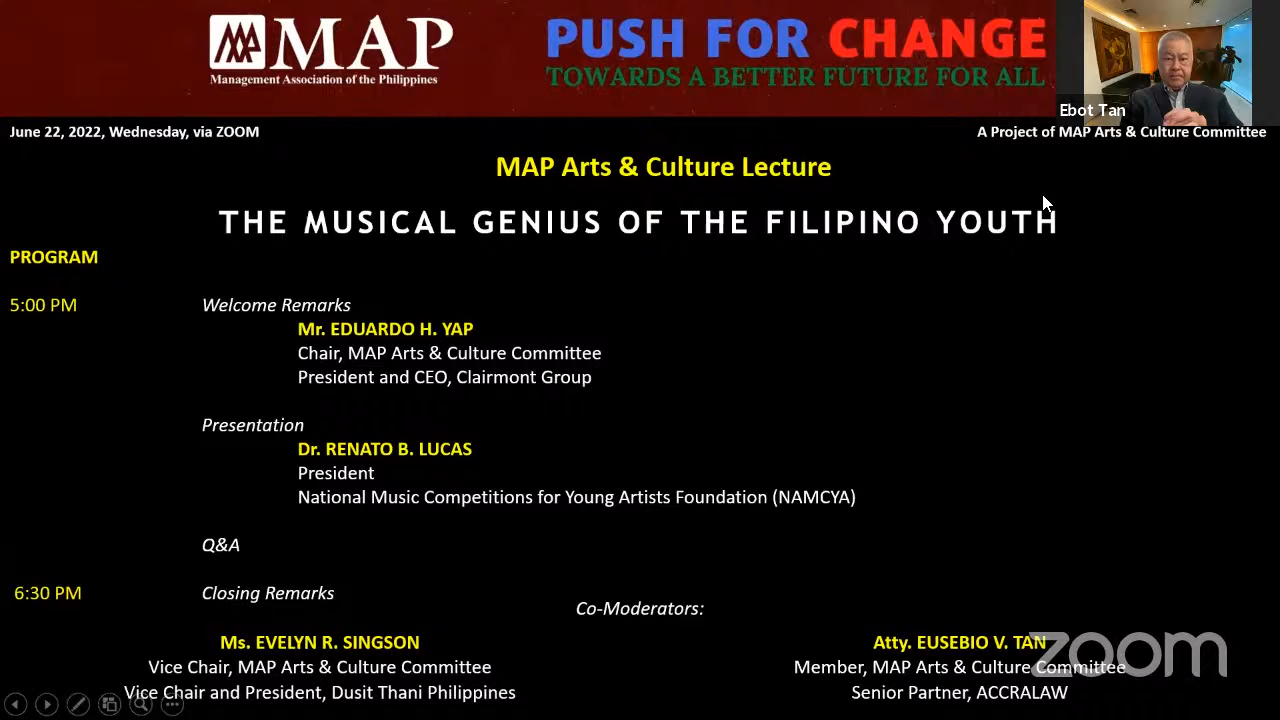 MAP
Management Association of the Philippines
PUSH FOR CHANGE
TOWARDS A BETTER FUTURE FOR ALL
Ebot Tan
June 22, 2022, Wednesday, via ZOOM
A Project of MAP Arts & Culture Committee
MAP Arts & Culture Lecture
THE MUSICAL GENIUS OF THE FILIPINO YOUTH
PROGRAM
5:00 PM Welcome Remarks
Mr. EDUARDO H. YAP
Chair, MAP Arts & Culture Committee
President and CEO, Clairmont Group
Presentation
Dr. RENATO B. LUCAS
President
National Music Competitions for Young Artists Foundation (NAMCYA)
Q&A
6:30 PM Closing Remarks
Co-Moderators:
Ms. EVELYN R. SINGSON
Vice Chair, MAP Arts & Culture Committee
Vice Chair and President, Dusit Thani Philippines
Atty. EUSEBIO V. TAN
Member, MAP Arts & Culture Committee
Senior Partner, ACCRALAW
zoom